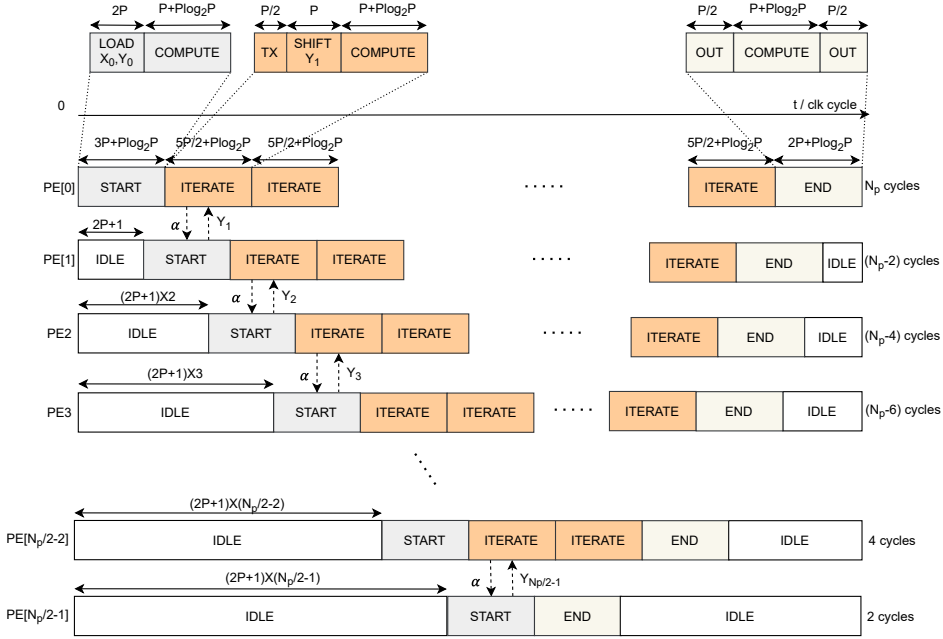 2P P+Plog₂P P/2 P P+Plog₂P P/2 P+Plog₂P P/2
LOAD X₀,Y₀ COMPUTE TX SHIFT Y₁ COMPUTE OUT COMPUTE OUT
0 t / clk cycle
3P+Plog₂P 5P/2+Plog₂P 5P/2+Plog₂P 5P/2+Plog₂P 2P+Plog₂P
PE[0] START ITERATE ITERATE ..... ITERATE END Nₚ cycles
α Y₁
2P+1
PE[1] IDLE START ITERATE ITERATE ..... ITERATE END IDLE (Nₚ-2) cycles
α Y₂
(2P+1)X2
PE2 IDLE START ITERATE ITERATE ..... ITERATE END IDLE (Nₚ-4) cycles
α Y₃
(2P+1)X3
PE3 IDLE START ITERATE ITERATE ..... ITERATE END IDLE (Nₚ-6) cycles
.....
(2P+1)X(Nₚ/2-2)
PE[Nₚ/2-2] IDLE START ITERATE ITERATE END IDLE 4 cycles
α Y_Np/2-1
(2P+1)X(Nₚ/2-1)
PE[Nₚ/2-1] IDLE START END IDLE 2 cycles